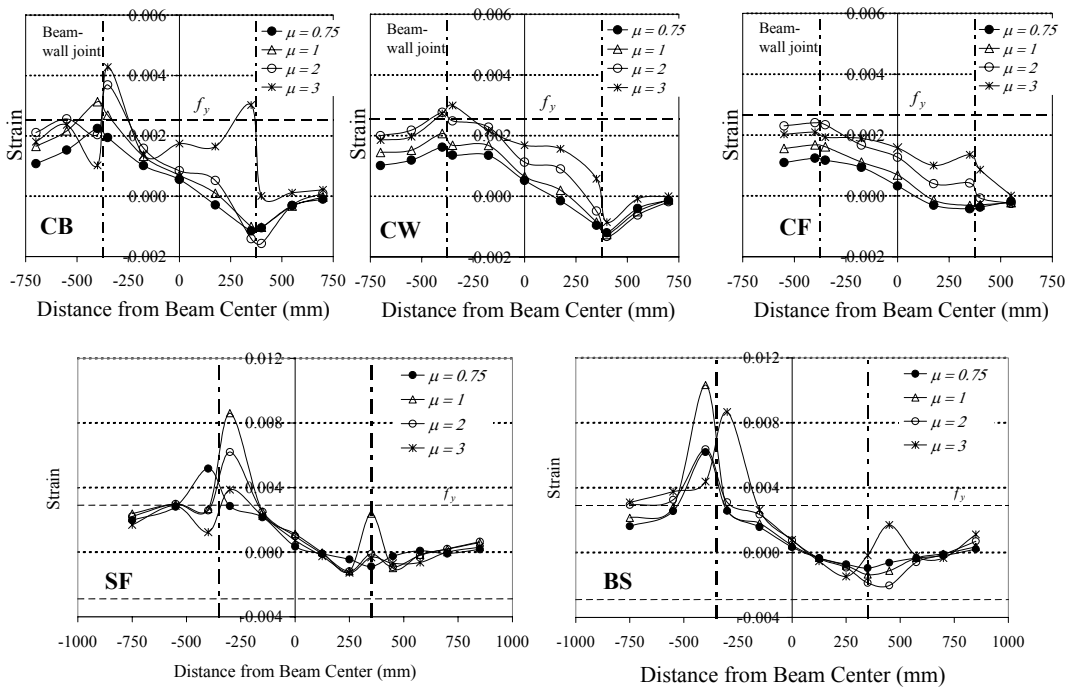 0.006
Beam-
wall joint
μ = 0.75
μ = 1
μ = 2
μ = 3
0.004
f_y
0.002
Strain
0.000
CB
-0.002
-750 -500 -250 0 250 500 750
Distance from Beam Center (mm)
0.006
Beam-
wall joint
μ = 0.75
μ = 1
μ = 2
μ = 3
0.004
f_y
0.002
Strain
0.000
CW
-0.002
-750 -500 -250 0 250 500 750
Distance from Beam Center (mm)
0.006
Beam-
wall joint
μ = 0.75
μ = 1
μ = 2
μ = 3
0.004
f_y
0.002
Strain
0.000
CF
-0.002
-750 -500 -250 0 250 500 750
Distance from Beam Center (mm)
0.012
μ = 0.75
μ = 1
μ = 2
μ = 3
0.008
0.004
f_y
Strain
0.000
SF
-0.004
-1000 -750 -500 -250 0 250 500 750 1000
Distance from Beam Center (mm)
0.012
μ = 0.75
μ = 1
μ = 2
μ = 3
0.008
0.004
f_y
Strain
0.000
BS
-0.004
-1000 -750 -500 -250 0 250 500 750 1000
Distance from Beam Center (mm)